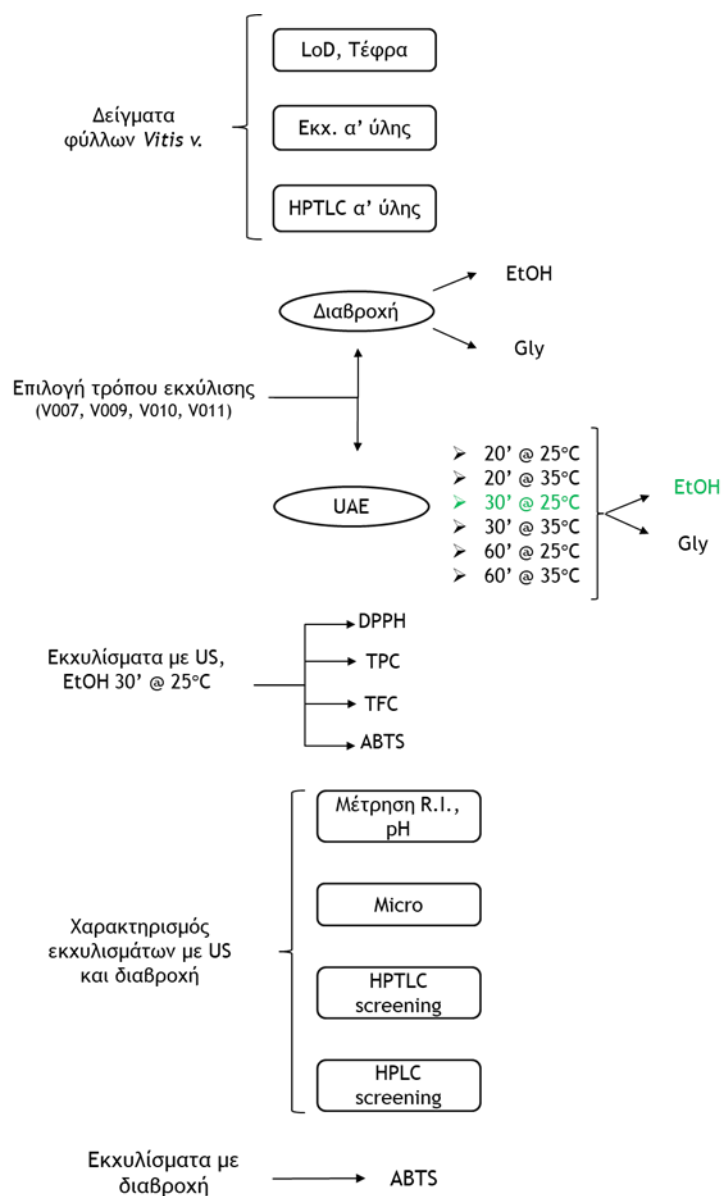 LoD, Τέφρα
Δείγματα
φύλλων Vitis v.
Εκχ. α’ ύλης
HPTLC α’ ύλης
EtOH
Διαβροχή
Gly
Επιλογή τρόπου εκχύλισης
(V007, V009, V010, V011)
UAE
➢ 20’ @ 25°C
➢ 20’ @ 35°C
➢ 30’ @ 25°C
➢ 30’ @ 35°C
➢ 60’ @ 25°C
➢ 60’ @ 35°C
EtOH
Gly
Εκχυλίσματα με US,
EtOH 30’ @ 25°C
DPPH
TPC
TFC
ABTS
Χαρακτηρισμός
εκχυλισμάτων με US
και διαβροχή
Μέτρηση R.I.,
pH
Micro
HPTLC
screening
HPLC
screening
Εκχυλίσματα με
διαβροχή
ABTS